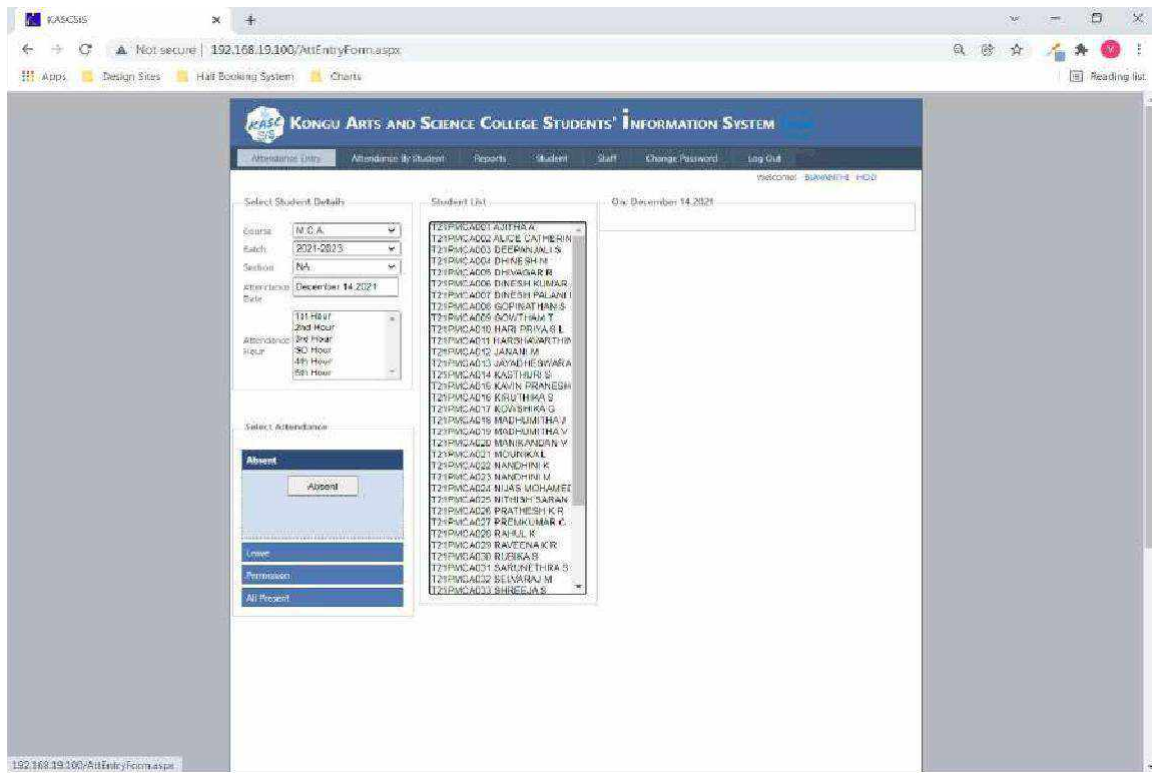 KASCSIS
Not secure | 192.168.19.100/AttEntryForm.aspx
Apps Design Sites Hall Booking System Charts Reading list
KASC SIS KONGU ARTS AND SCIENCE COLLEGE STUDENTS' INFORMATION SYSTEM
Attendance Entry Attendance By Student Reports Student Staff Change Password Log Out
Welcome: HOD
Select Student Details
Course M.C.A.
Batch 2021-2023
Section NA
Attendance Date December 14 2021
Attendance Hour
1st Hour
2nd Hour
3rd Hour
SD Hour
4th Hour
5th Hour
Select Attendance
Absent
Absent
Leave
Permission
All Present
Student List
T21PMCA001 AJITHA A
T21PMCA002 ALICE CATHERIN
T21PMCA003 DEEPANJALI S
T21PMCA004 DHINESH N
T21PMCA005 DHIVAGAR R
T21PMCA006 DINESH KUMAR
T21PMCA007 DINESH PALANI
T21PMCA008 GOPINATHAN S
T21PMCA009 GOWTHAM T
T21PMCA010 HARI PRIYA S L
T21PMCA011 HARSHAVARTHIN
T21PMCA012 JANANI M
T21PMCA013 JAYADHESWARA
T21PMCA014 KASTHURI S
T21PMCA015 KAVIN PRANESH
T21PMCA016 KIRUTHIKA S
T21PMCA017 KOWSHIKA G
T21PMCA018 MADHUMITHA J
T21PMCA019 MADHUMITHA V
T21PMCA020 MANIKANDAN V
T21PMCA021 MOUNIKA L
T21PMCA022 NANDHINI K
T21PMCA023 NANDHINI M
T21PMCA024 NIJAS MOHAMED
T21PMCA025 NITHISH SARAN
T21PMCA026 PRATHESH K R
T21PMCA027 PREMKUMAR C
T21PMCA028 RAHUL K
T21PMCA029 RAVEENA K R
T21PMCA030 RUBIKA S
T21PMCA031 SARUNETHIRA S
T21PMCA032 SELVARAJ M
T21PMCA033 SHREEJA S
On: December 14 2021
192.168.19.100/AttEntryForm.aspx